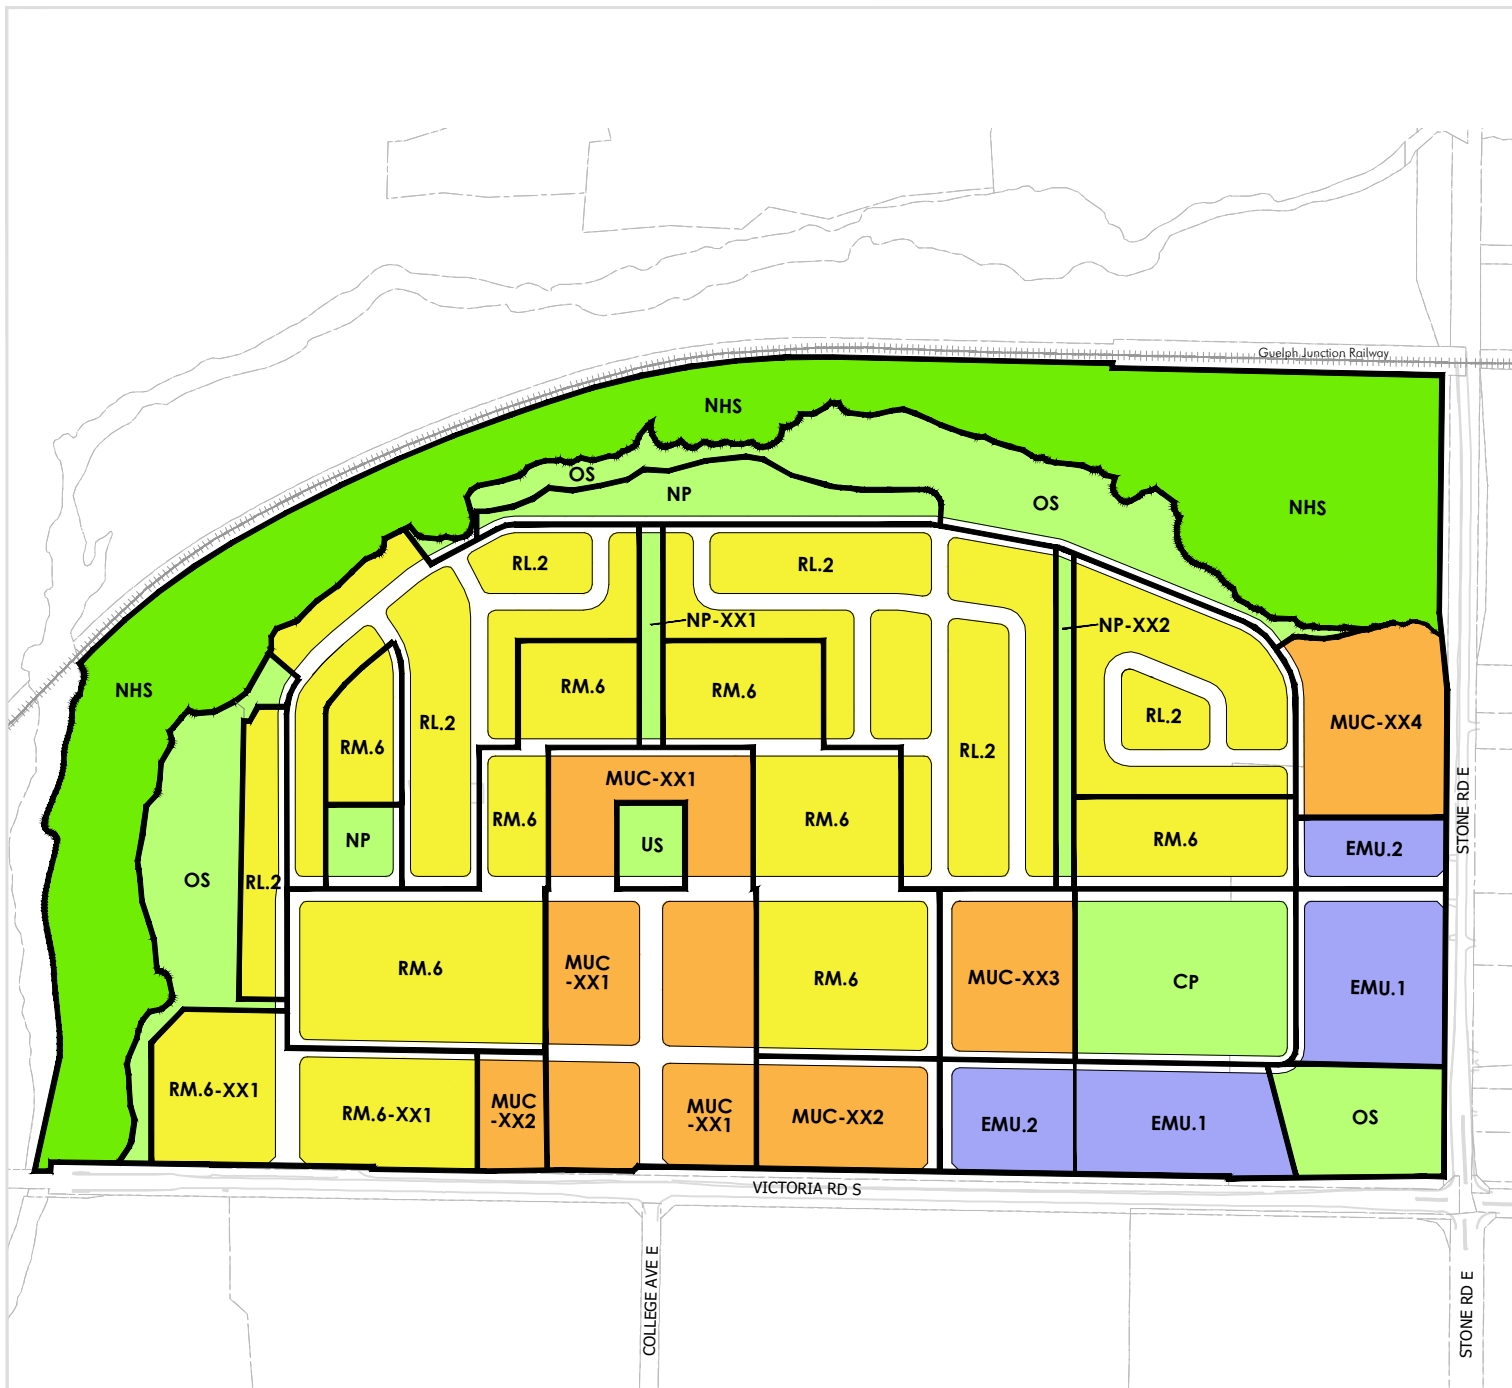 Guelph Junction Railway
NHS
OS
NP
OS
NHS
RL.2
RL.2
NP-XX1
NP-XX2
NHS
RM.6
RM.6
RL.2
RL.2
MUC-XX4
RM.6
RL.2
MUC-XX1
STONE RD E
RM.6
RM.6
NP
US
RM.6
EMU.2
OS
RL.2
RM.6
MUC
-XX1
RM.6
MUC-XX3
CP
EMU.1
RM.6-XX1
RM.6-XX1
MUC
-XX2
MUC
-XX1
MUC-XX2
EMU.2
EMU.1
OS
VICTORIA RD S
COLLEGE AVE E
STONE RD E